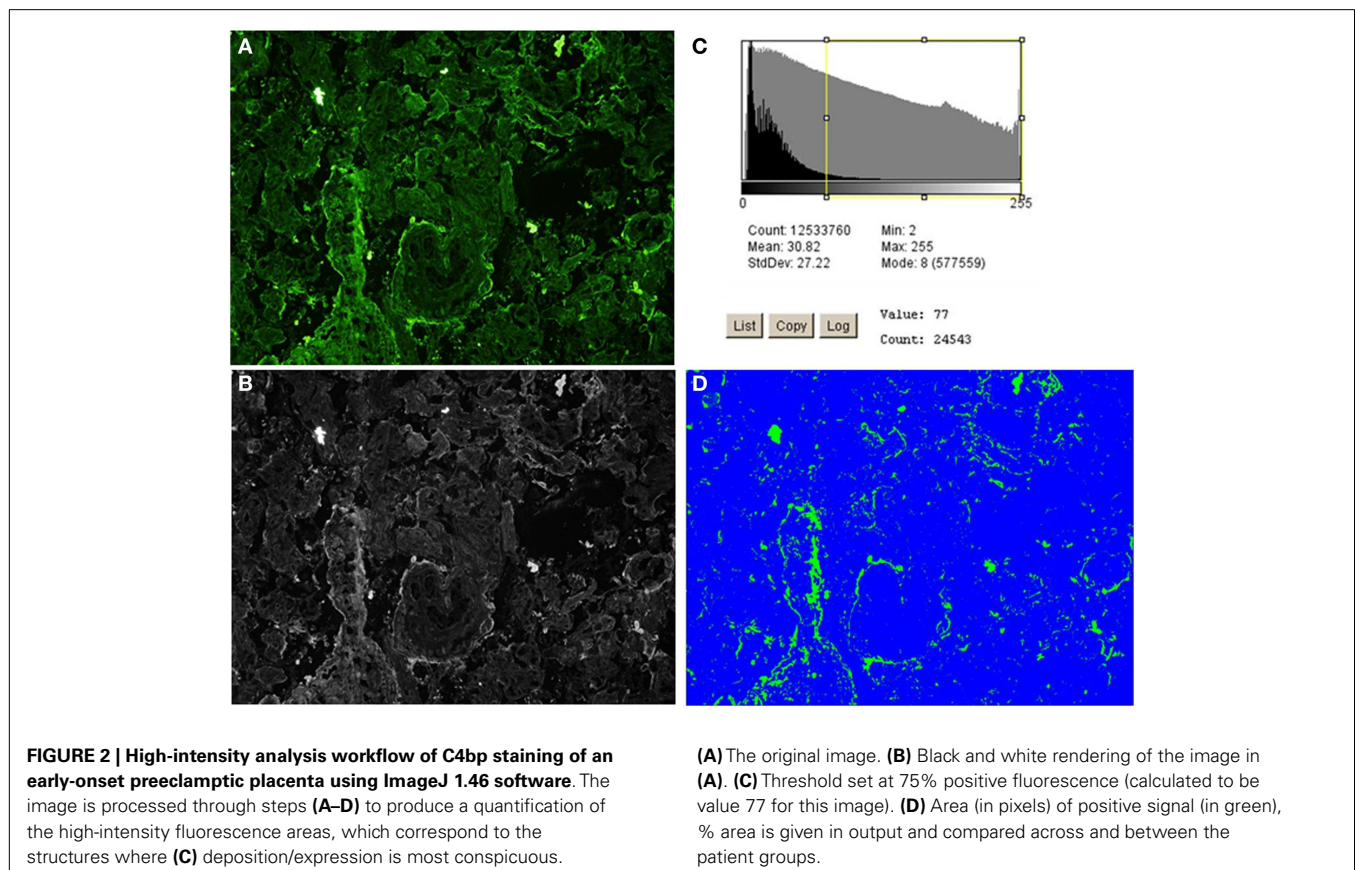 A
C
0
255
Count: 12533760
Min: 2
Mean: 30.82
Max: 255
StdDev: 27.22
Mode: 8 (577559)
List
Copy
Log
Value: 77
Count: 24543
B
D
FIGURE 2 | High-intensity analysis workflow of C4bp staining of an
early-onset preeclamptic placenta using ImageJ 1.46 software. The
image is processed through steps (A–D) to produce a quantification of
the high-intensity fluorescence areas, which correspond to the
structures where (C) deposition/expression is most conspicuous.
(A) The original image. (B) Black and white rendering of the image in
(A). (C) Threshold set at 75% positive fluorescence (calculated to be
value 77 for this image). (D) Area (in pixels) of positive signal (in green),
% area is given in output and compared across and between the
patient groups.